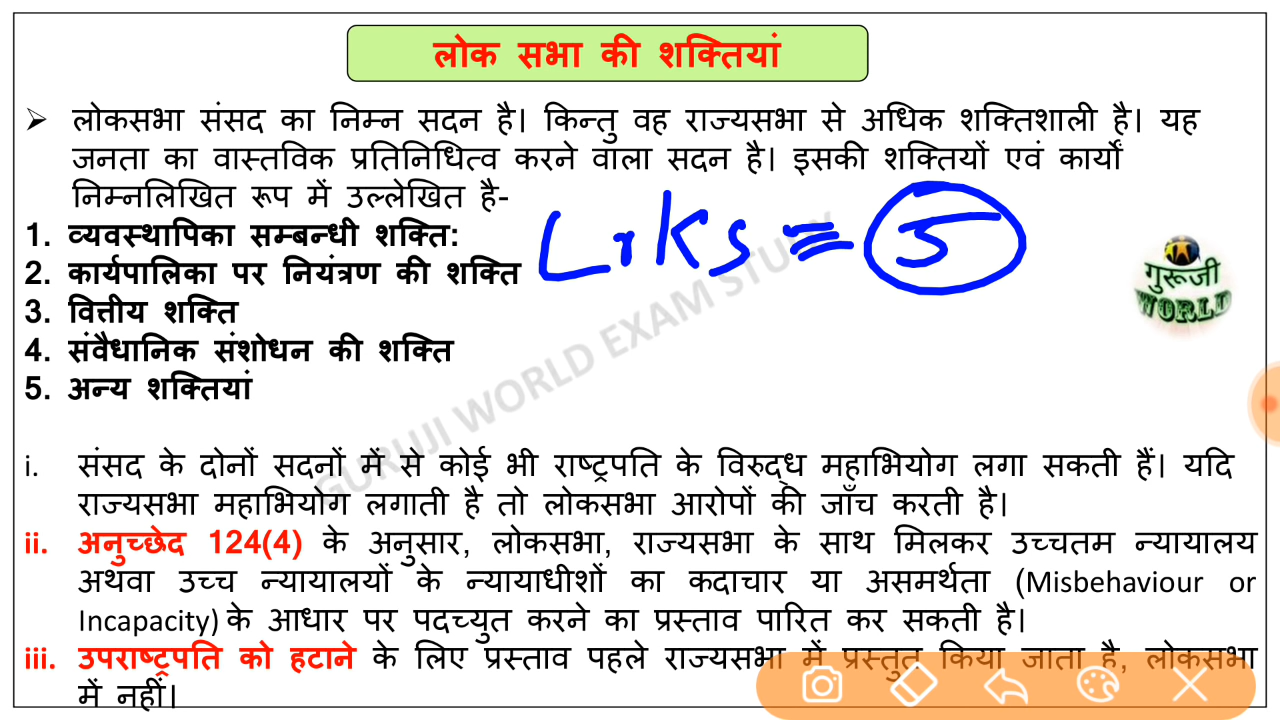 लोक सभा की शक्तियां
➢ लोकसभा संसद का निम्न सदन है। किन्तु वह राज्यसभा से अधिक शक्तिशाली है। यह
जनता का वास्तविक प्रतिनिधित्व करने वाला सदन है। इसकी शक्तियों एवं कार्यों
निम्नलिखित रूप में उल्लेखित है-
1. व्यवस्थापिका सम्बन्धी शक्ति:
2. कार्यपालिका पर नियंत्रण की शक्ति
3. वित्तीय शक्ति
4. संवैधानिक संशोधन की शक्ति
5. अन्य शक्तियां
5
गुरूजी
WORLD
GURUJI WORLD EXAM STUDY
i. संसद के दोनों सदनों में से कोई भी राष्ट्रपति के विरुद्ध महाभियोग लगा सकती हैं। यदि
राज्यसभा महाभियोग लगाती है तो लोकसभा आरोपों की जाँच करती है।
ii. अनुच्छेद 124(4) के अनुसार, लोकसभा, राज्यसभा के साथ मिलकर उच्चतम न्यायालय
अथवा उच्च न्यायालयों के न्यायाधीशों का कदाचार या असमर्थता (Misbehaviour or
Incapacity) के आधार पर पदच्युत करने का प्रस्ताव पारित कर सकती है।
iii. उपराष्ट्रपति को हटाने के लिए प्रस्ताव पहले राज्यसभा में प्रस्तुत किया जाता है, लोकसभा
में नहीं।